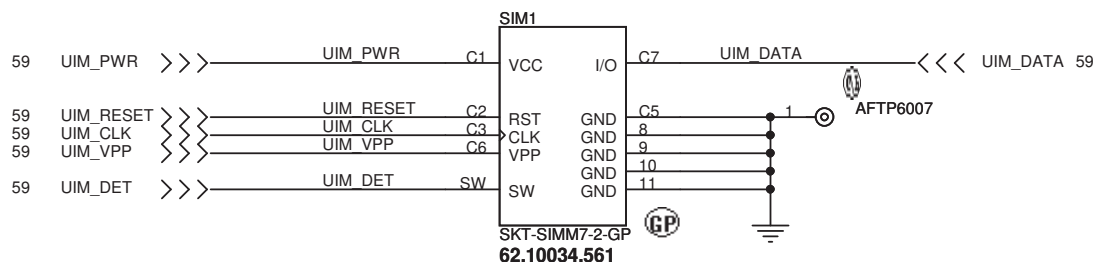 SIM1
59 UIM_PWR UIM_PWR C1 VCC I/O C7 UIM_DATA UIM_DATA 59
59 UIM_RESET UIM_RESET C2 RST GND C5 1 AFTP6007
59 UIM_CLK UIM_CLK C3 CLK GND 8
59 UIM_VPP UIM_VPP C6 VPP GND 9
GND 10
59 UIM_DET UIM_DET SW SW GND 11
GP
SKT-SIMM7-2-GP
62.10034.561